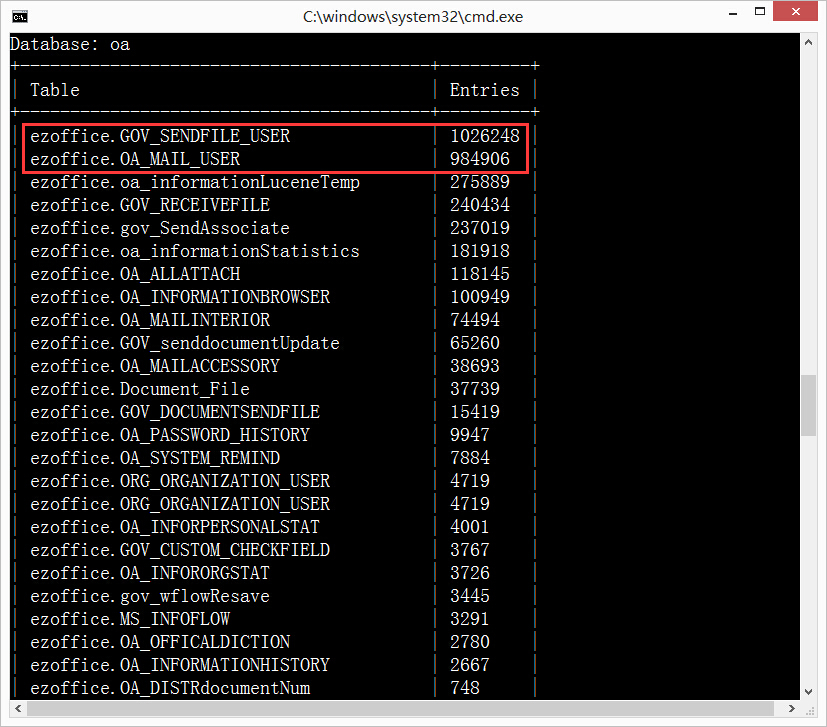 C:\windows\system32\cmd.exe
Database: oa
Table Entries
ezoffice.GOV_SENDFILE_USER 1026248
ezoffice.OA_MAIL_USER 984906
ezoffice.oa_informationLuceneTemp 275889
ezoffice.GOV_RECEIVEFILE 240434
ezoffice.gov_SendAssociate 237019
ezoffice.oa_informationStatistics 181918
ezoffice.OA_ALLATTACH 118145
ezoffice.OA_INFORMATIONBROWSER 100949
ezoffice.OA_MAILINTERIOR 74494
ezoffice.GOV_senddocumentUpdate 65260
ezoffice.OA_MAILACCESSORY 38693
ezoffice.Document_File 37739
ezoffice.GOV_DOCUMENTSENDFILE 15419
ezoffice.OA_PASSWORD_HISTORY 9947
ezoffice.OA_SYSTEM_REMIND 7884
ezoffice.ORG_ORGANIZATION_USER 4719
ezoffice.ORG_ORGANIZATION_USER 4719
ezoffice.OA_INFORPERSONALSTAT 4001
ezoffice.GOV_CUSTOM_CHECKFIELD 3767
ezoffice.OA_INFORORGSTAT 3726
ezoffice.gov_wflowResave 3445
ezoffice.MS_INFOFLOW 3291
ezoffice.OA_OFFICALDICTION 2780
ezoffice.OA_INFORMATIONHISTORY 2667
ezoffice.OA_DISTRdocumentNum 748